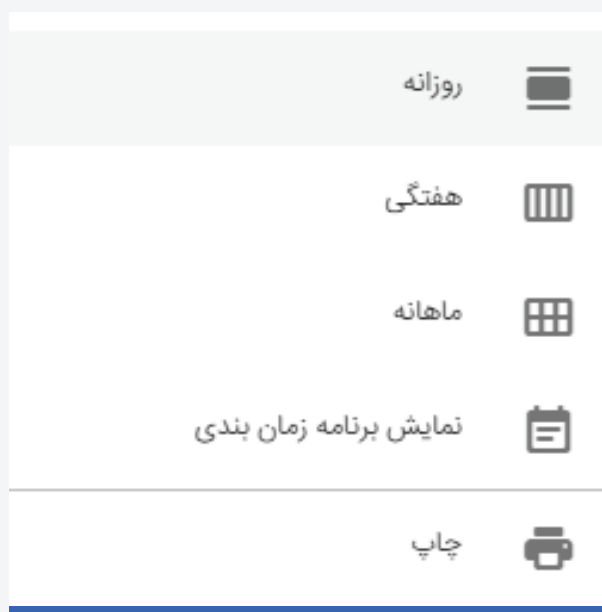 روزانه
هفتگی
ماهانه
نمایش برنامه زمان بندی
چاپ